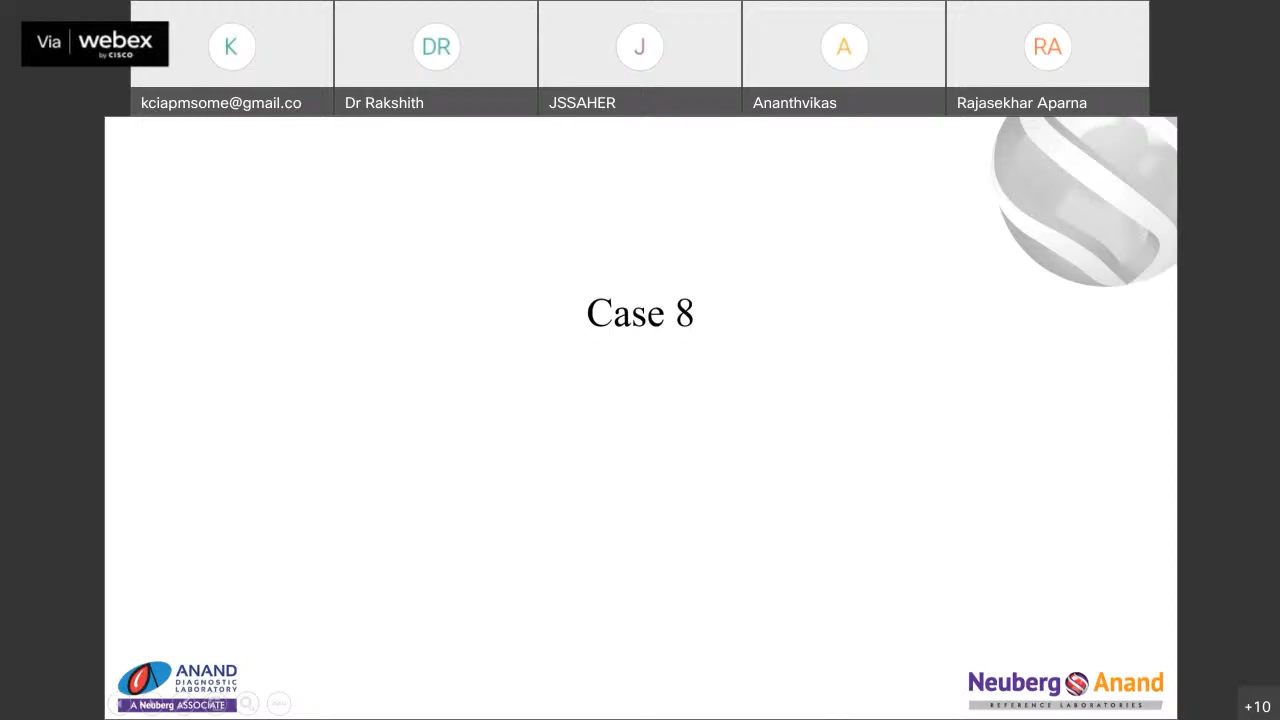 Via webex
by CISCO
K
DR
J
A
RA
kciapmsome@gmail.co
Dr Rakshith
JSSAHER
Ananthvikas
Rajasekhar Aparna
Case 8
ANAND
DIAGNOSTIC
LABORATORY
A Neuberg ASSOCIATE
Neuberg Anand
REFERENCE LABORATORIES
+10